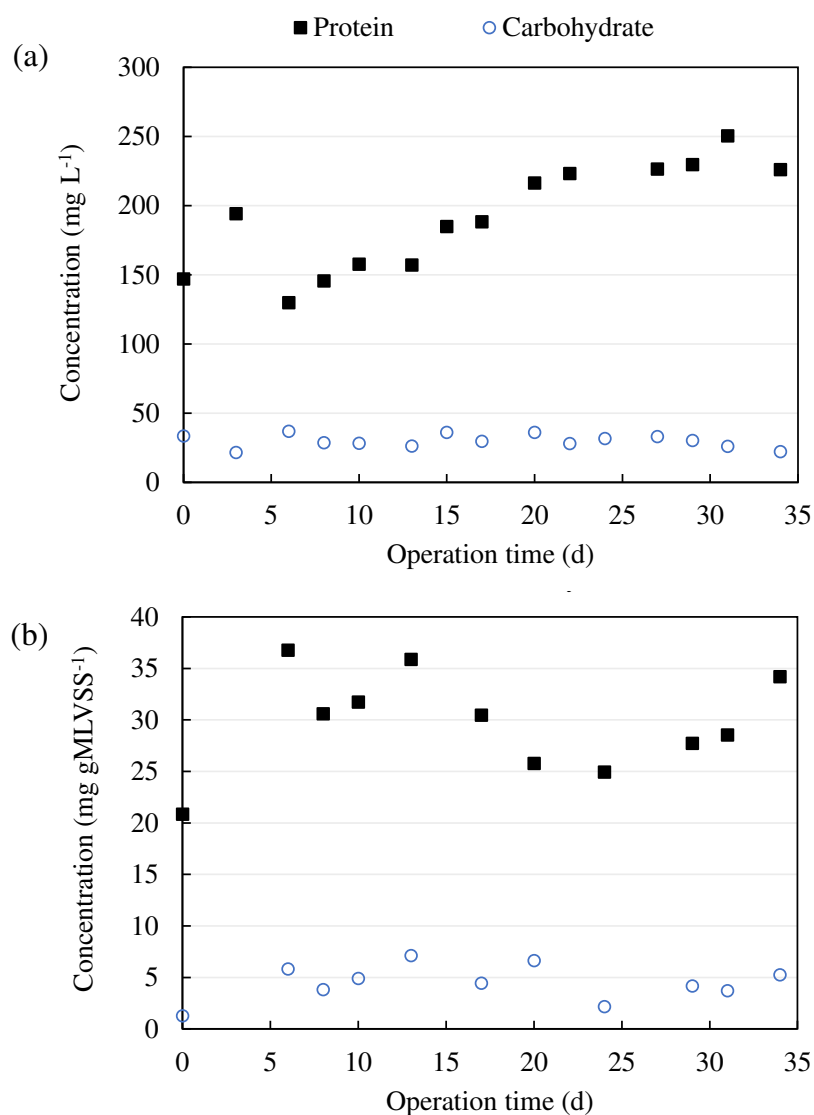 ■ Protein ○ Carbohydrate
(a)
300
250
200
150
100
50
0
Concentration (mg L⁻¹)
0 5 10 15 20 25 30 35
Operation time (d)
(b)
40
35
30
25
20
15
10
5
0
Concentration (mg gMLVSS⁻¹)
0 5 10 15 20 25 30 35
Operation time (d)